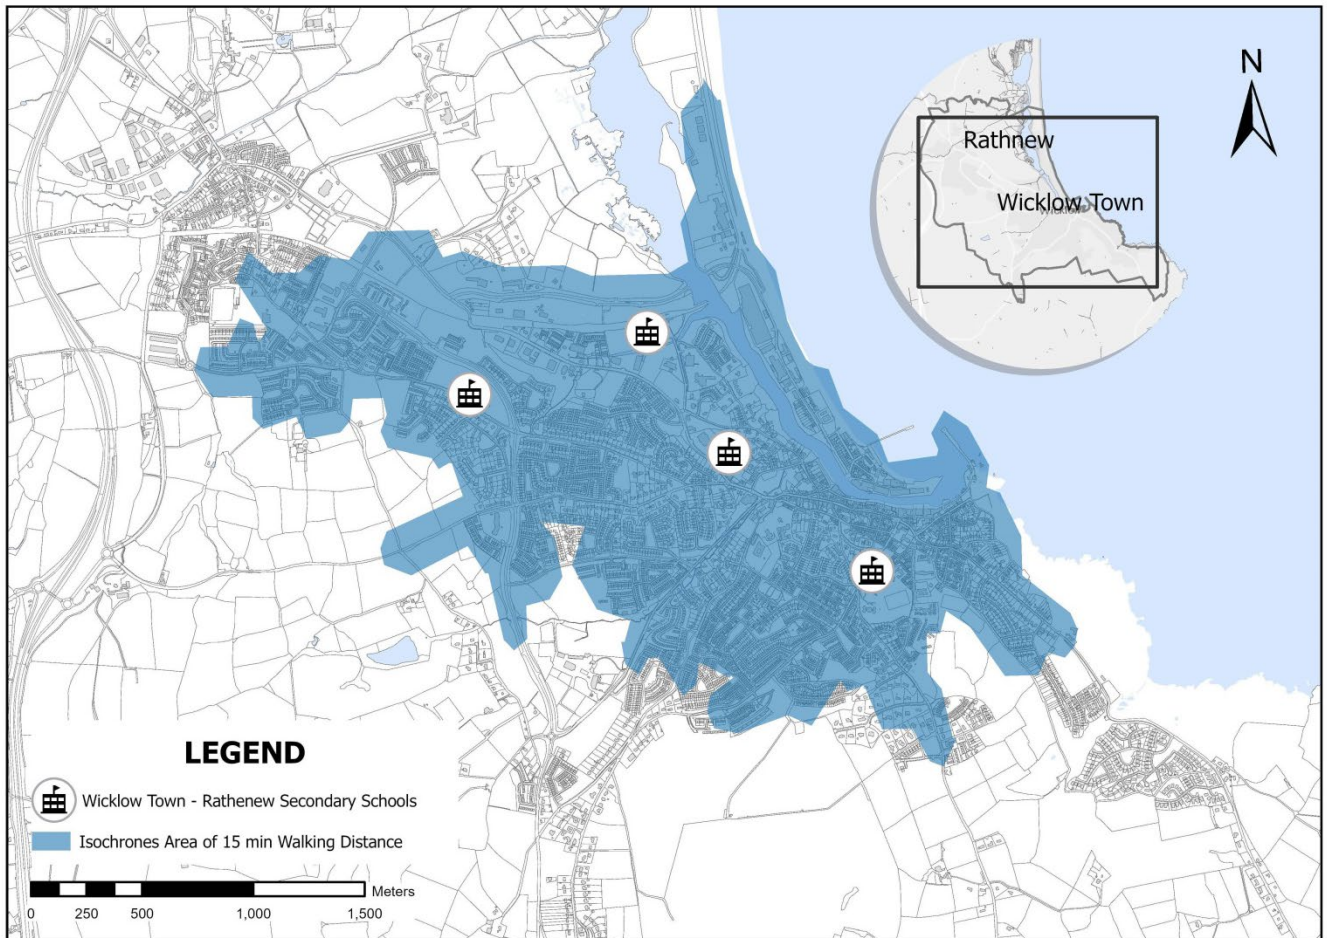 N
Rathnew
Wicklow Town
LEGEND
Wicklow Town - Rathenew Secondary Schools
Isochrones Area of 15 min Walking Distance
Meters
0 250 500 1,000 1,500